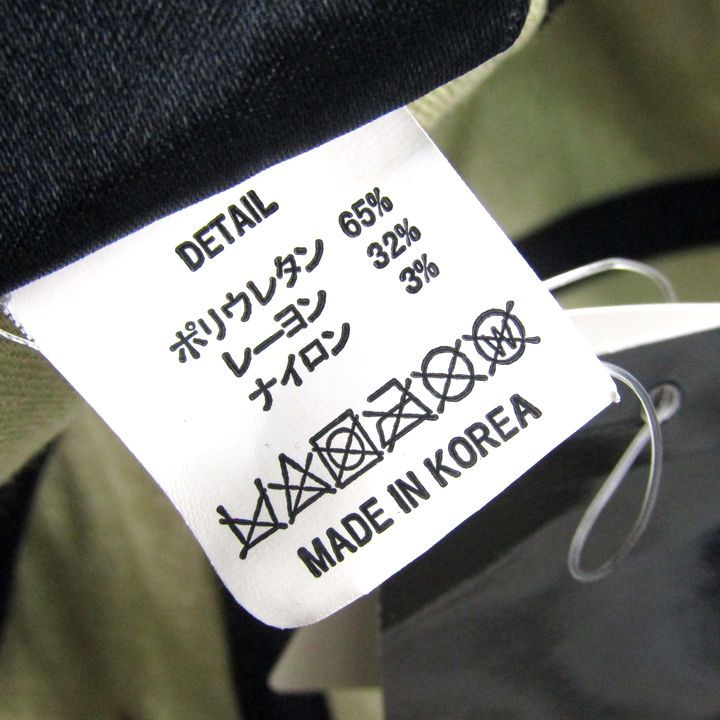 DETAIL
ポリウレタン 65%
レーヨン 32%
ナイロン 3%
W
MADE IN KOREA